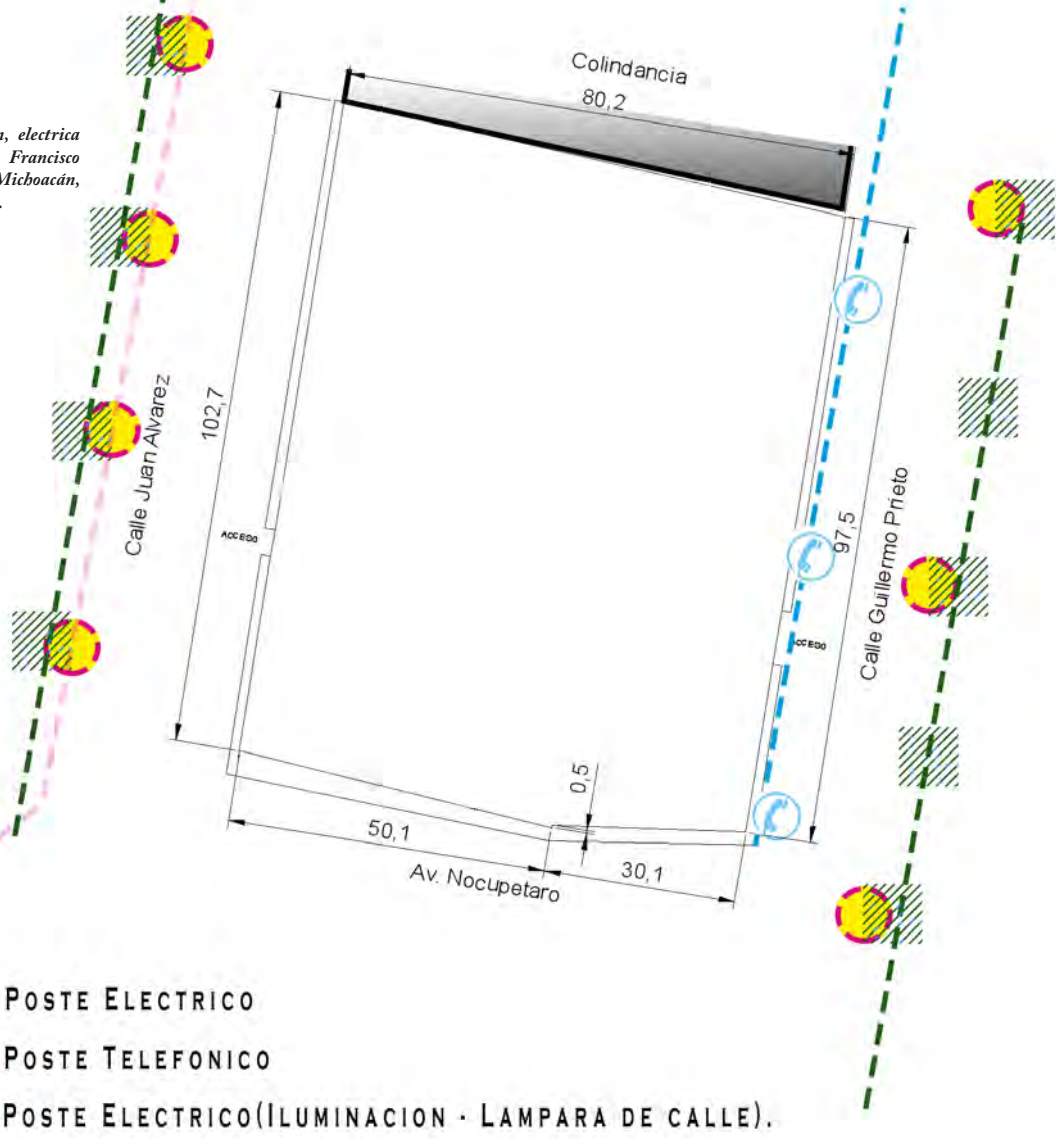 n, electrica
Francisco
Michoacán,
.
Colindancia
80,2
102,7
Calle Juan Alvarez
ACCESO
97,5
Calle Guillermo Prieto
ACCESO
0,5
50,1
30,1
Av. Nocupetaro
POSTE ELECTRICO
POSTE TELEFONICO
POSTE ELECTRICO(ILUMINACION - LAMPARA DE CALLE).